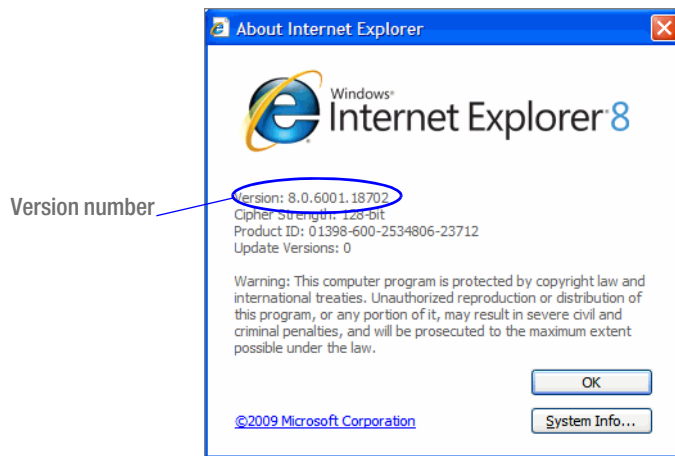 About Internet Explorer
Windows®
Internet Explorer 8
Version number
Version: 8.0.6001.18702
Cipher Strength: 128-bit
Product ID: 01398-600-2534806-23712
Update Versions: 0
Warning: This computer program is protected by copyright law and
international treaties. Unauthorized reproduction or distribution of
this program, or any portion of it, may result in severe civil and
criminal penalties, and will be prosecuted to the maximum extent
possible under the law.
OK
©2009 Microsoft Corporation
System Info...